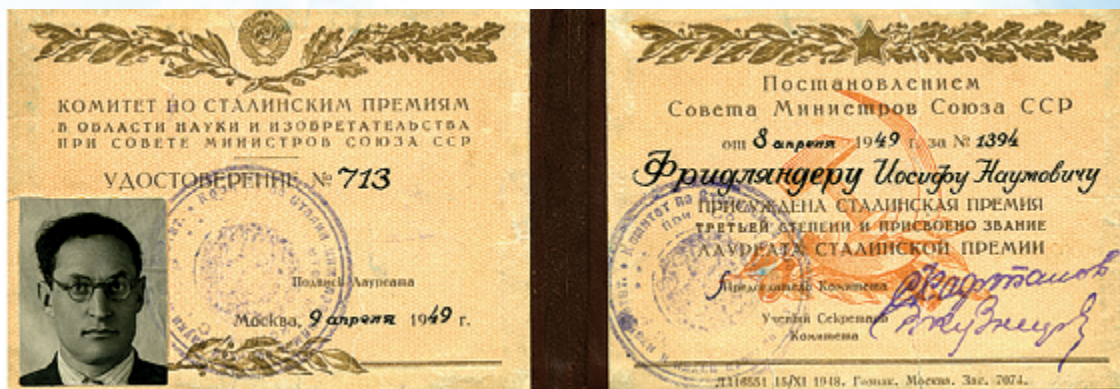 КОМИТЕТ ПО СТАЛИНСКИМ ПРЕМИЯМ
В ОБЛАСТИ НАУКИ И ИЗОБРЕТАТЕЛЬСТВА
ПРИ СОВЕТЕ МИНИСТРОВ СОЮЗА ССР
УДОСТОВЕРЕНИЕ № 713
Подпись Лауреата
Москва, 9 апреля 1949 г.
Постановлением
Совета Министров Союза ССР
от 8 апреля 1949 г. за № 1394
Фридляндеру Иосифу Наумовичу
ПРИСУЖДЕНА СТАЛИНСКАЯ ПРЕМИЯ
ТРЕТЬЕЙ СТЕПЕНИ И ПРИСВОЕНО ЗВАНИЕ
ЛАУРЕАТА СТАЛИНСКОЙ ПРЕМИИ
Председатель Комитета
Ученый Секретарь
Комитета
Л116551 15/XI 1948. Гознак. Москва. Зак. 7074.